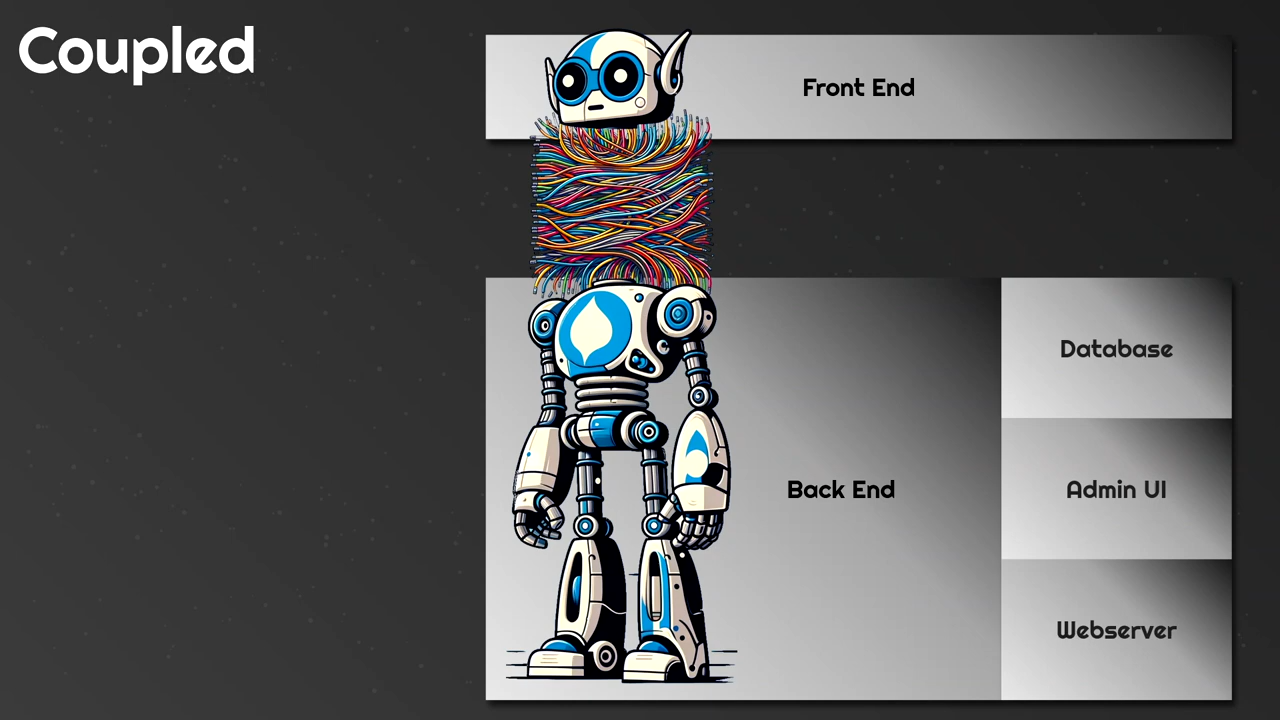 Coupled
Front End
Back End
Database
Admin UI
Webserver